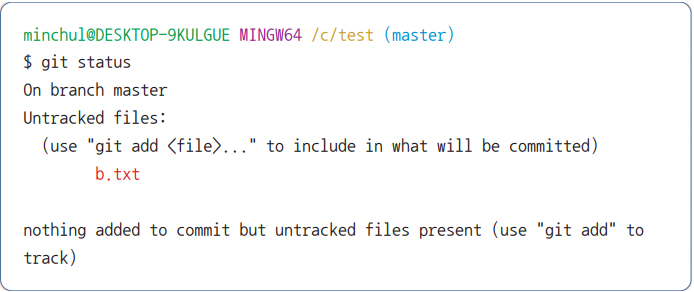 minchul@DESKTOP-9KULGUE MINGW64 /c/test (master)
$ git status
On branch master
Untracked files:
  (use "git add <file>..." to include in what will be committed)
        b.txt

nothing added to commit but untracked files present (use "git add" to
track)